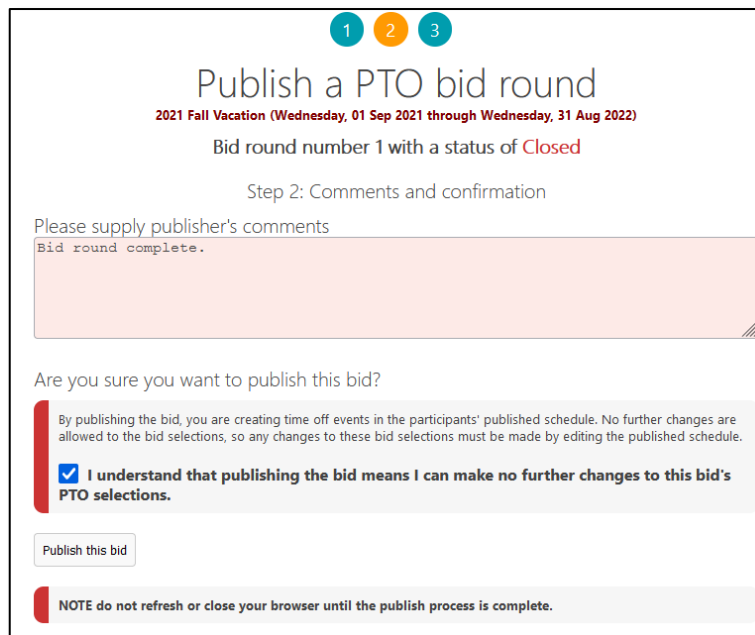 1 2 3
Publish a PTO bid round
2021 Fall Vacation (Wednesday, 01 Sep 2021 through Wednesday, 31 Aug 2022)
Bid round number 1 with a status of Closed
Step 2: Comments and confirmation
Please supply publisher's comments
Bid round complete.
Are you sure you want to publish this bid?
By publishing the bid, you are creating time off events in the participants' published schedule. No further changes are
allowed to the bid selections, so any changes to these bid selections must be made by editing the published schedule.
I understand that publishing the bid means I can make no further changes to this bid's
PTO selections.
Publish this bid
NOTE do not refresh or close your browser until the publish process is complete.